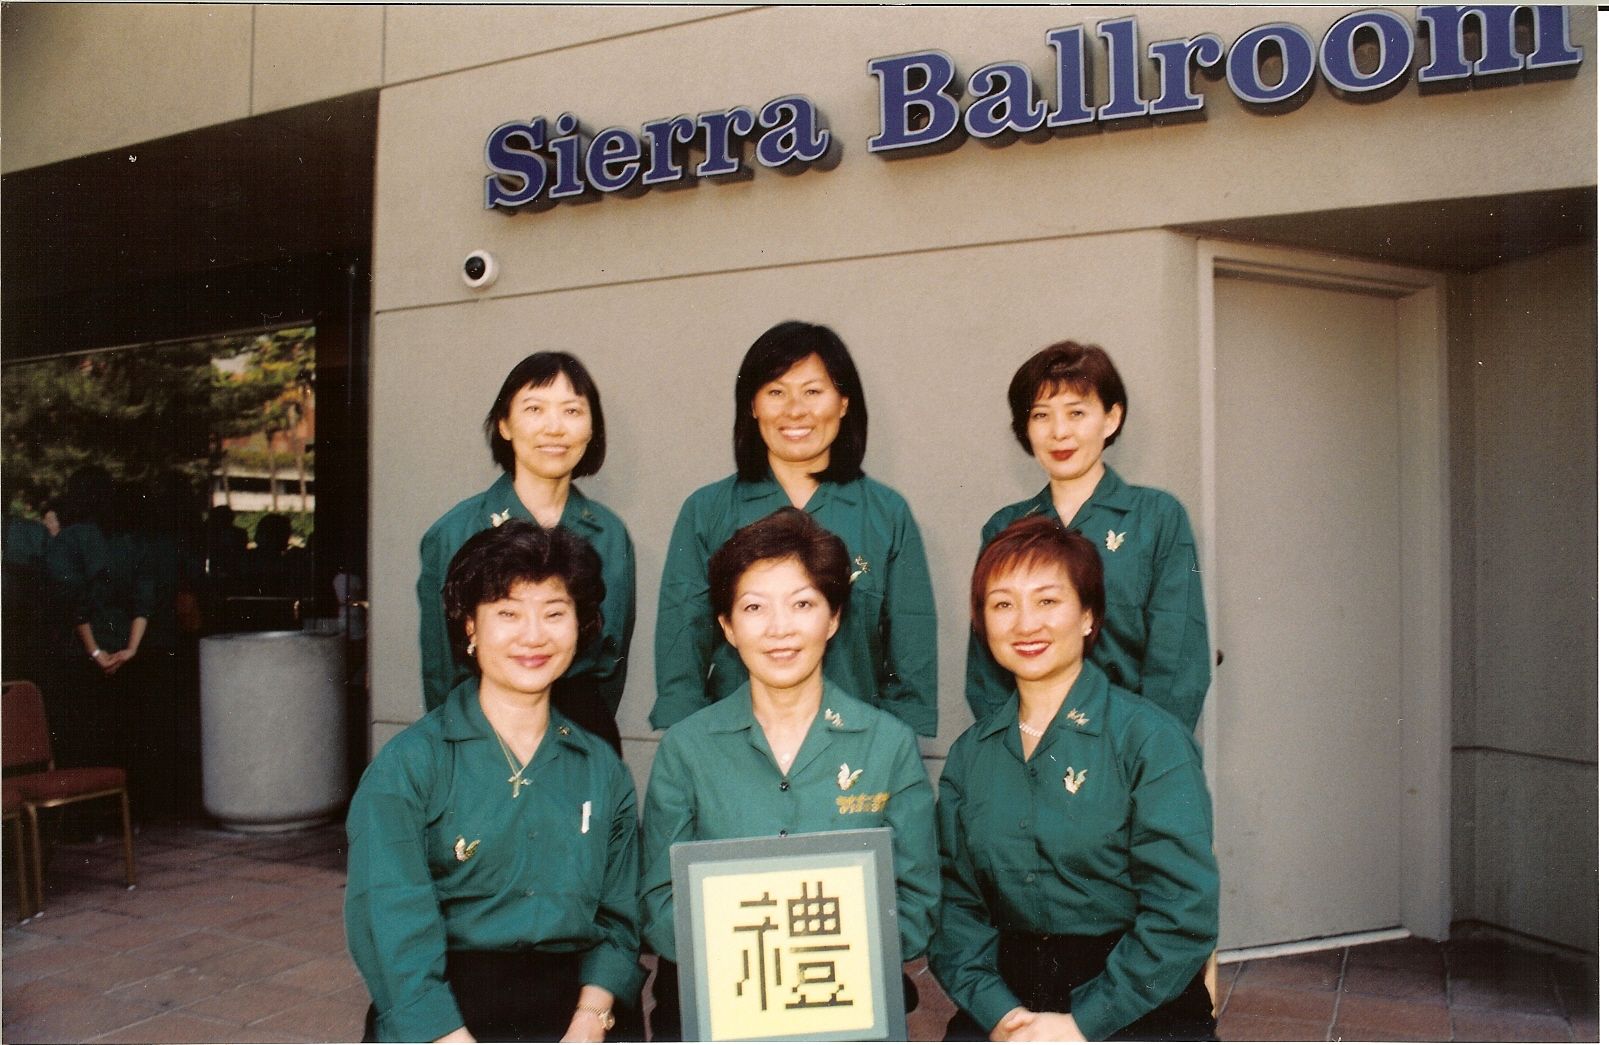 Sierra Ballroom
禮